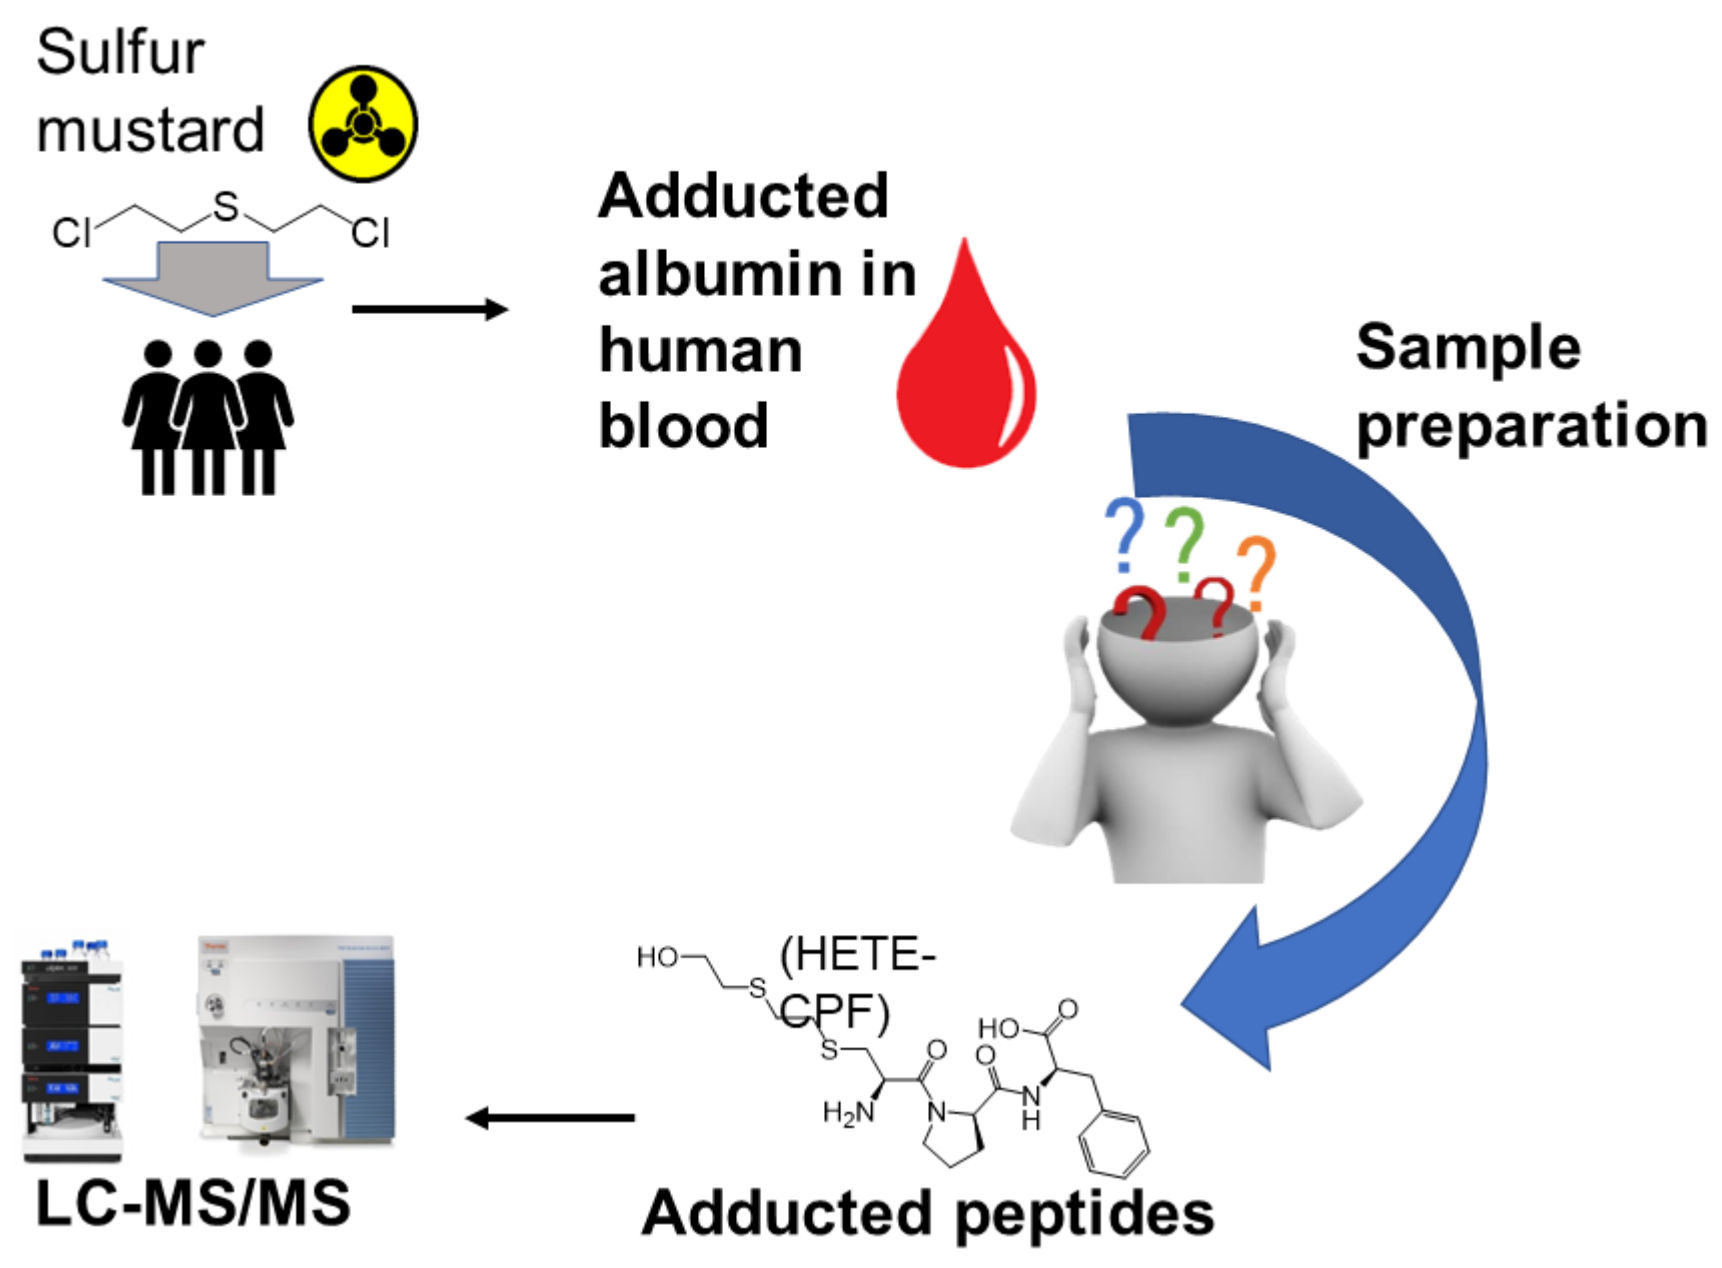 Sulfur
mustard
Cl
S
Cl
Adducted
albumin in
human
blood
Sample
preparation
? ? ?
? ?
HO
(HETE-
S
CPF)
S
O
O
HO
O
H₂N
N
N
H
Adducted peptides
LC-MS/MS